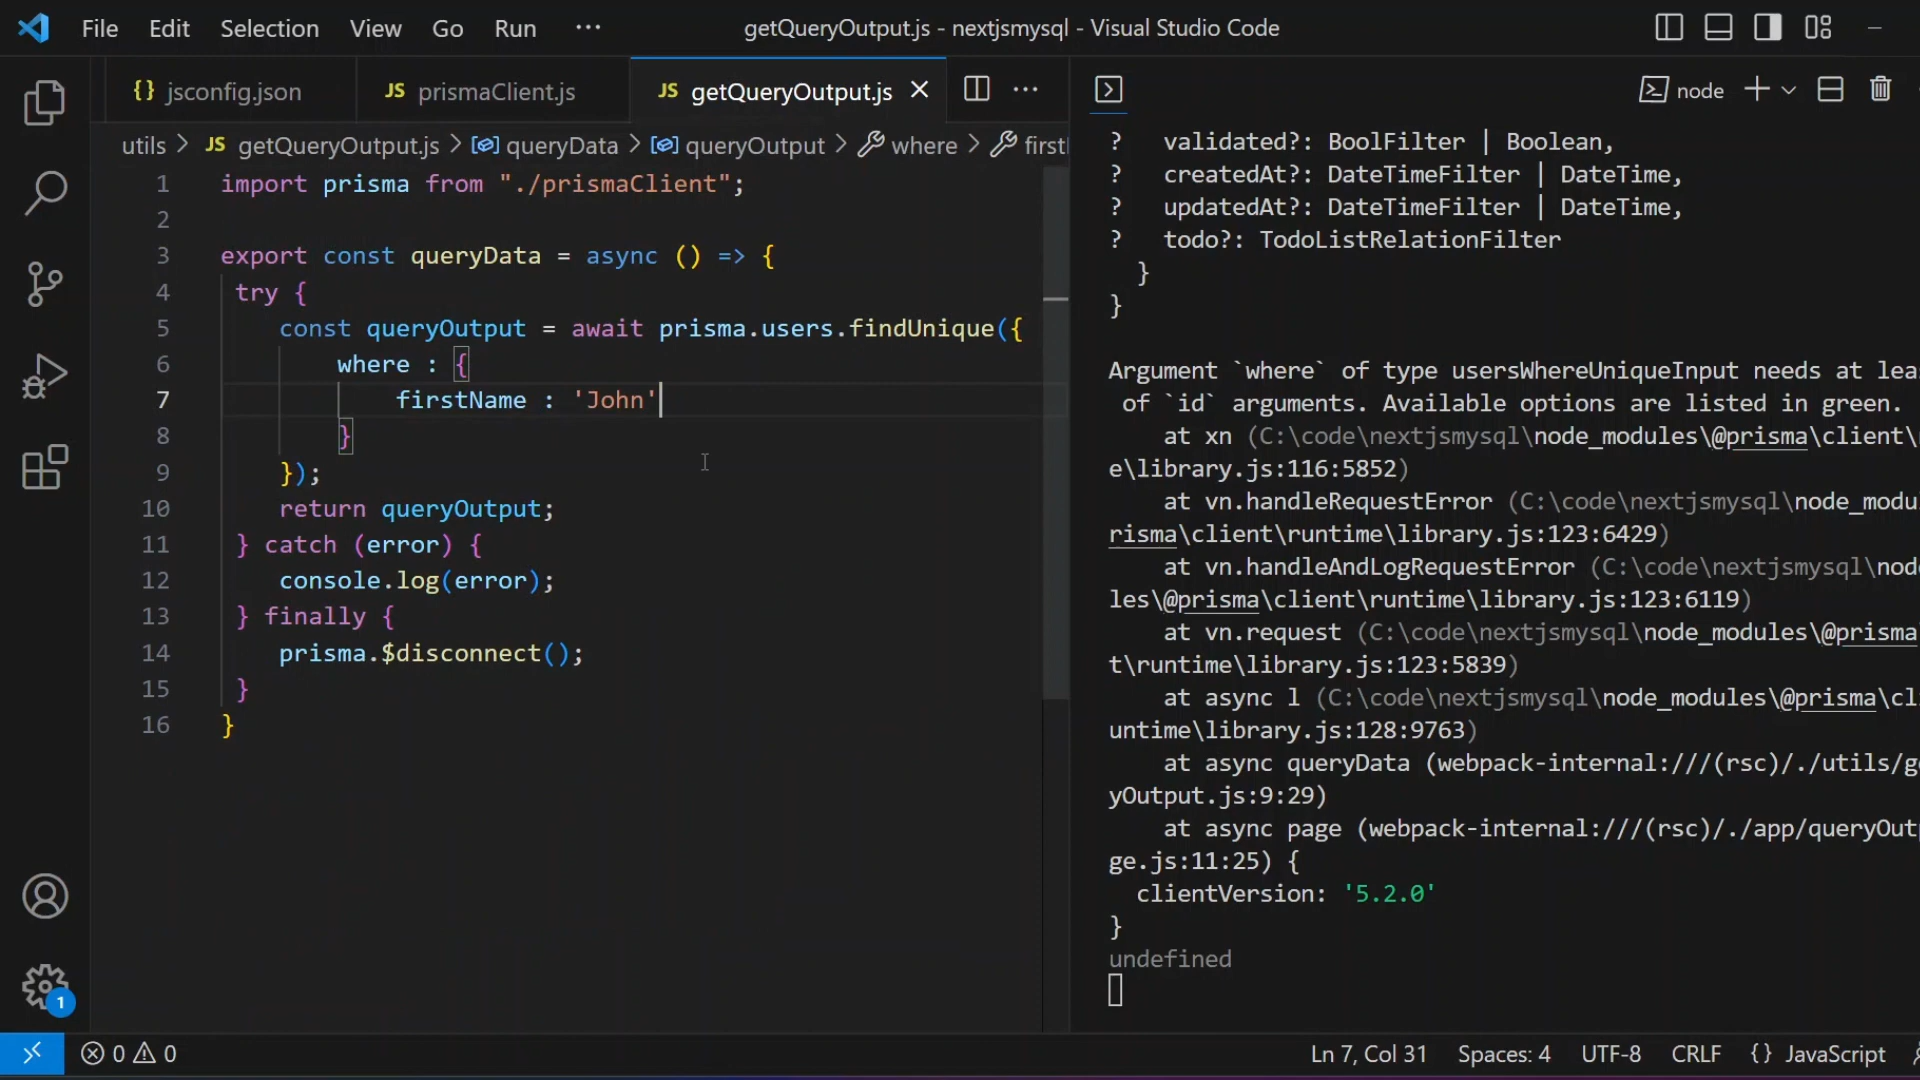 File Edit Selection View Go Run ··· getQueryOutput.js - nextjsmysql - Visual Studio Code
{} jsconfig.json JS prismaClient.js JS getQueryOutput.js
utils > JS getQueryOutput.js > queryData > queryOutput > where > first
1 import prisma from "./prismaClient";
2
3 export const queryData = async () => {
4 try {
5 const queryOutput = await prisma.users.findUnique({
6 where : {
7 firstName : 'John'
8 }
9 });
10 return queryOutput;
11 } catch (error) {
12 console.log(error);
13 } finally {
14 prisma.$disconnect();
15 }
16 }
node
? validated?: BoolFilter | Boolean,
? createdAt?: DateTimeFilter | DateTime,
? updatedAt?: DateTimeFilter | DateTime,
? todo?: TodoListRelationFilter
}
}
Argument `where` of type usersWhereUniqueInput needs at lea
of `id` arguments. Available options are listed in green.
at xn (C:\code\nextjsmysql\node_modules\@prisma\client\
e\library.js:116:5852)
at vn.handleRequestError (C:\code\nextjsmysql\node_modu
risma\client\runtime\library.js:123:6429)
at vn.handleAndLogRequestError (C:\code\nextjsmysql\nod
les\@prisma\client\runtime\library.js:123:6119)
at vn.request (C:\code\nextjsmysql\node_modules\@prisma
t\runtime\library.js:123:5839)
at async l (C:\code\nextjsmysql\node_modules\@prisma\cl
untime\library.js:128:9763)
at async queryData (webpack-internal:///(rsc)/./utils/g
yOutput.js:9:29)
at async page (webpack-internal:///(rsc)/./app/queryOut
ge.js:11:25) {
clientVersion: '5.2.0'
}
undefined
1
0 0 Ln 7, Col 31 Spaces: 4 UTF-8 CRLF {} JavaScript